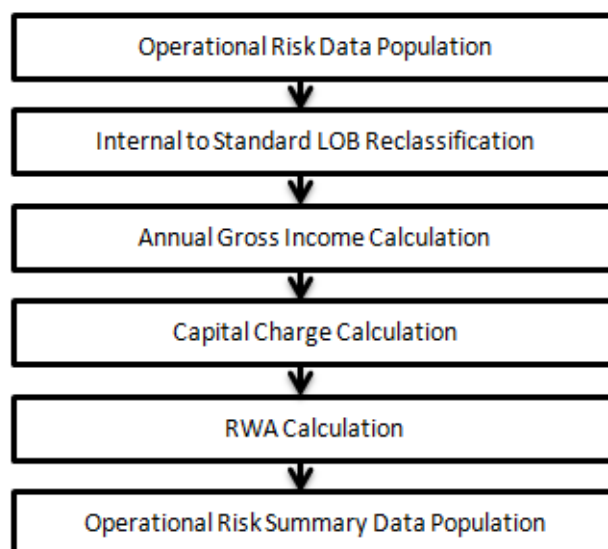 Operational Risk Data Population
Internal to Standard LOB Reclassification
Annual Gross Income Calculation
Capital Charge Calculation
RWA Calculation
Operational Risk Summary Data Population